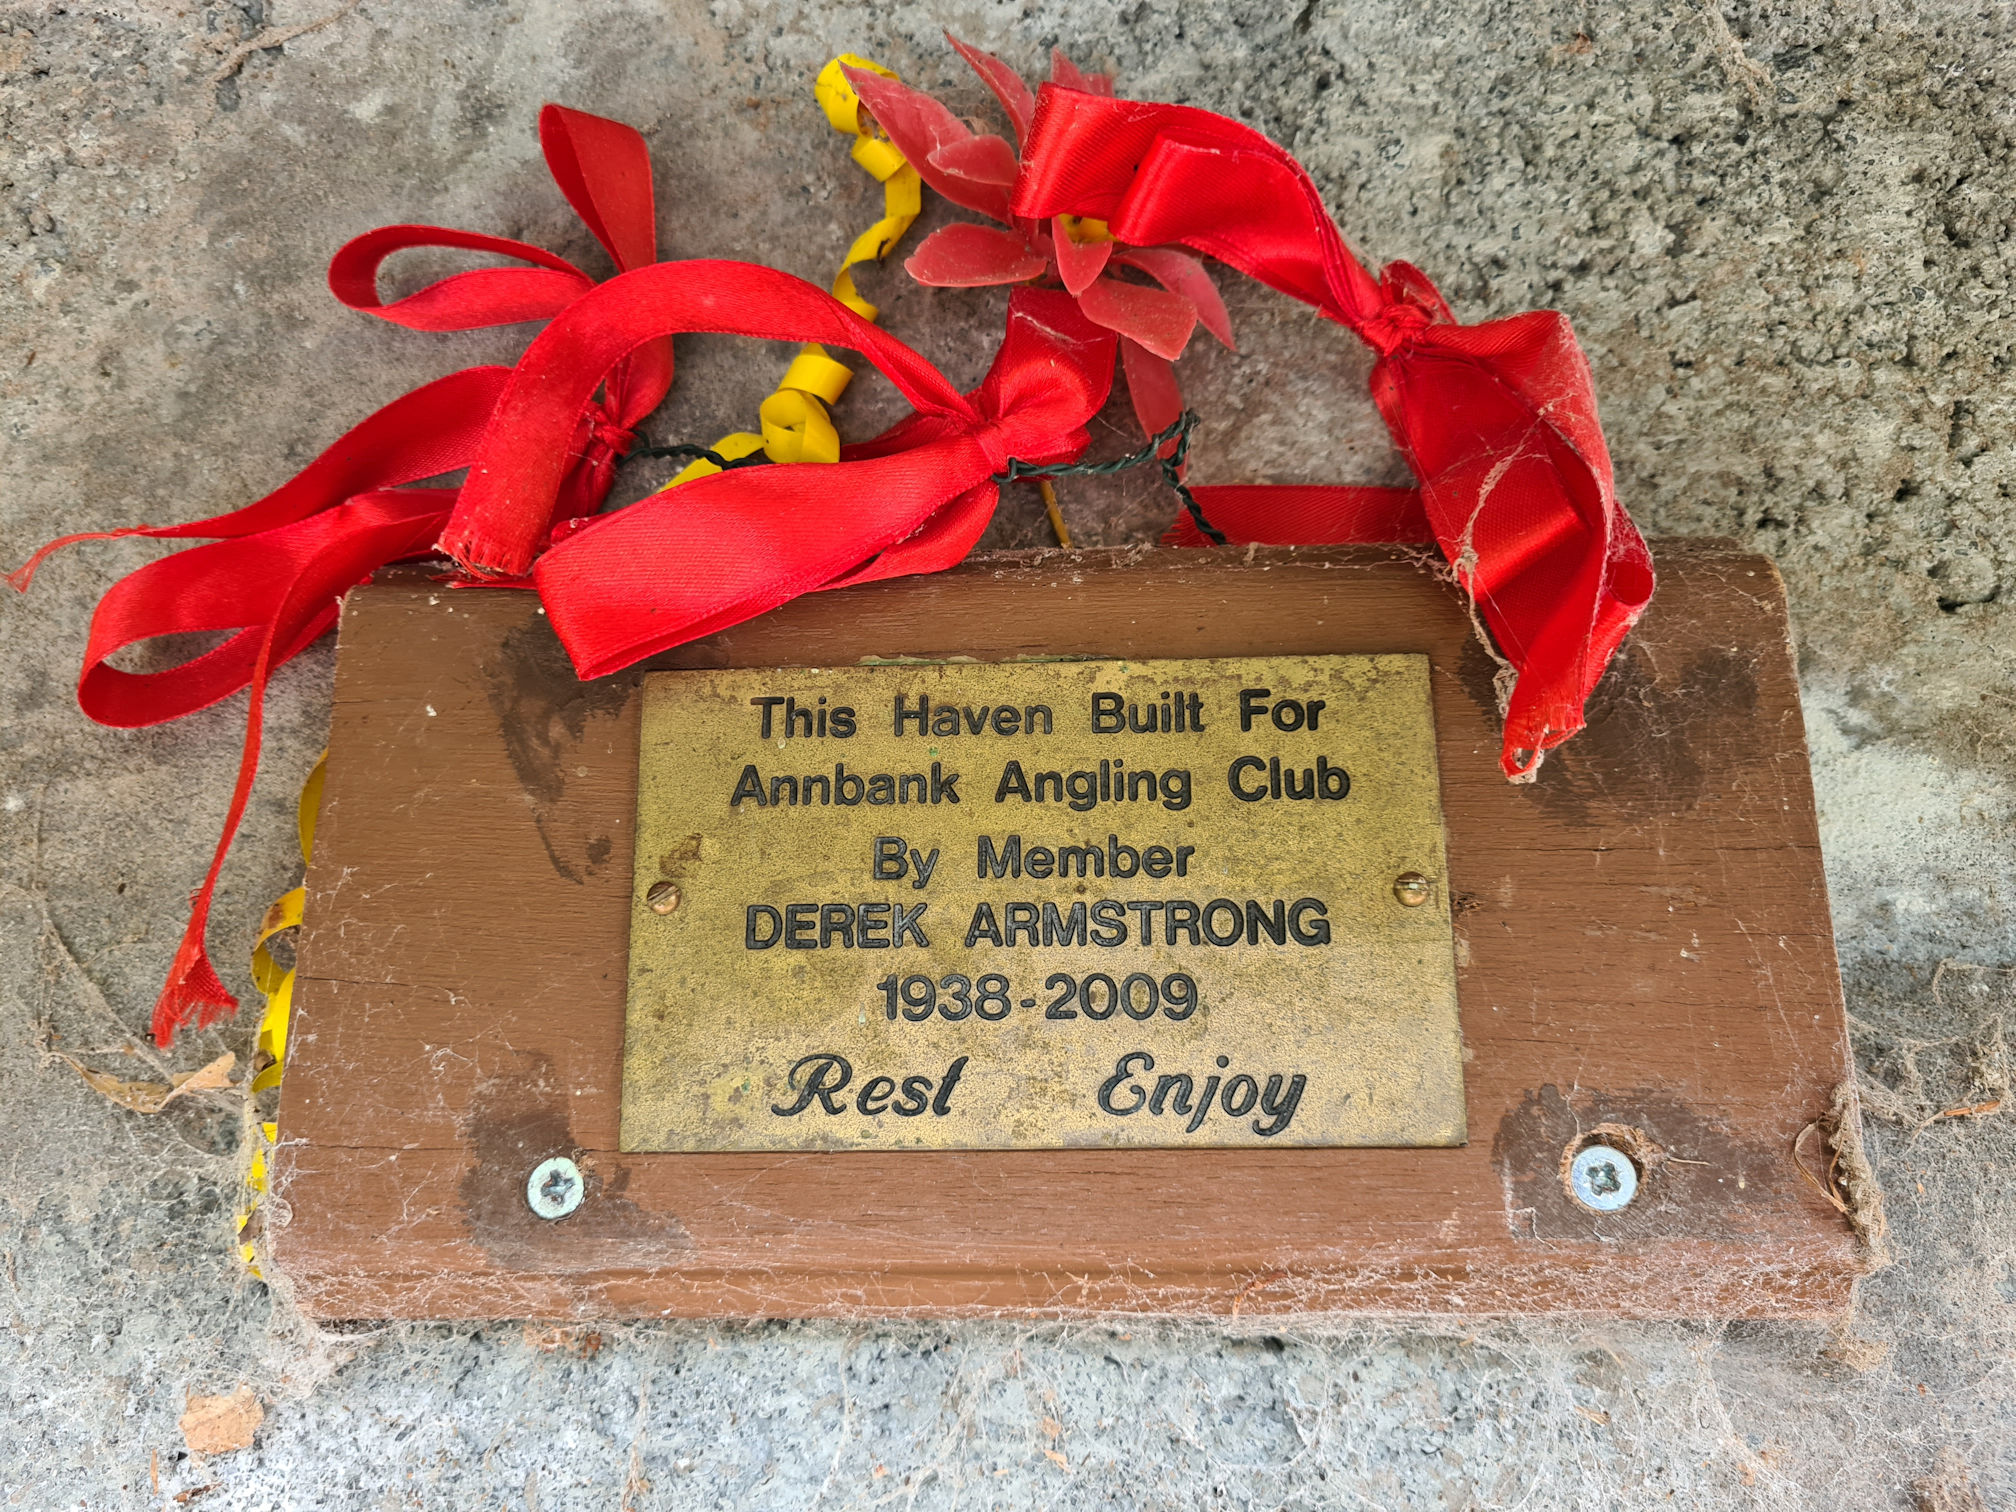 This Haven Built For
Annbank Angling Club
By Member
DEREK ARMSTRONG
1938-2009
Rest Enjoy